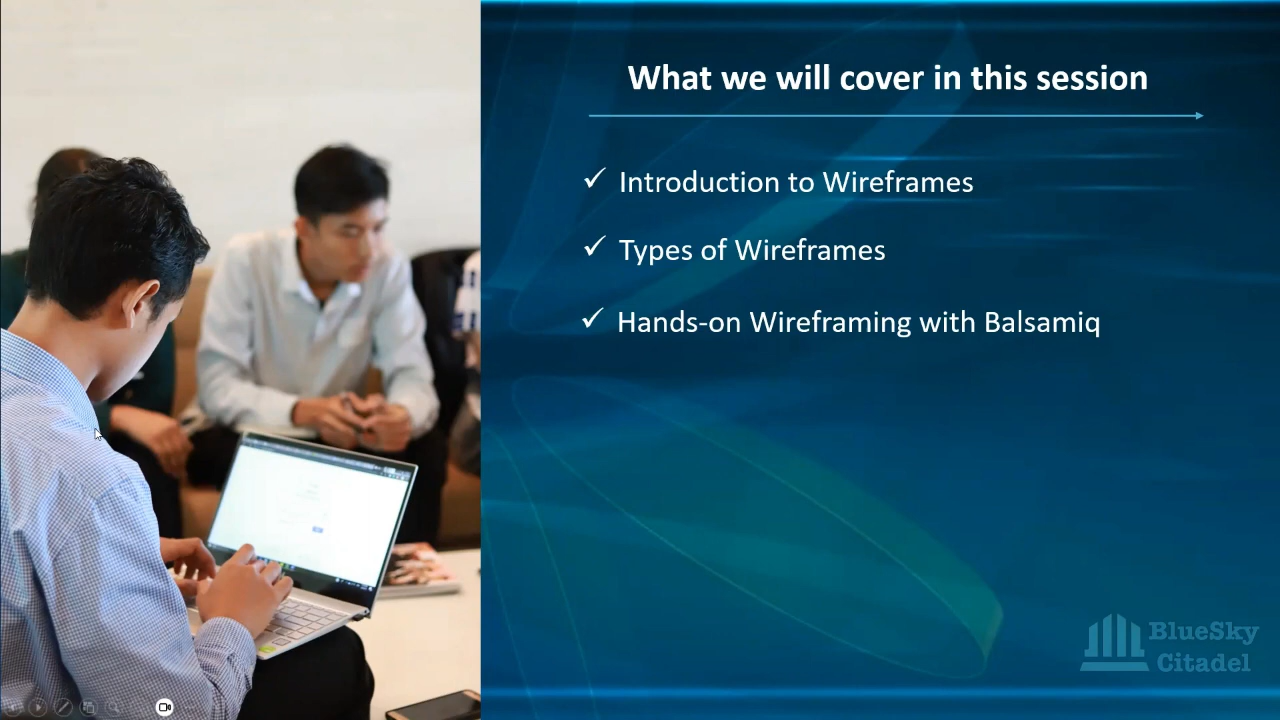 What we will cover in this session
✓ Introduction to Wireframes
✓ Types of Wireframes
✓ Hands-on Wireframing with Balsamiq
BlueSky
Citadel